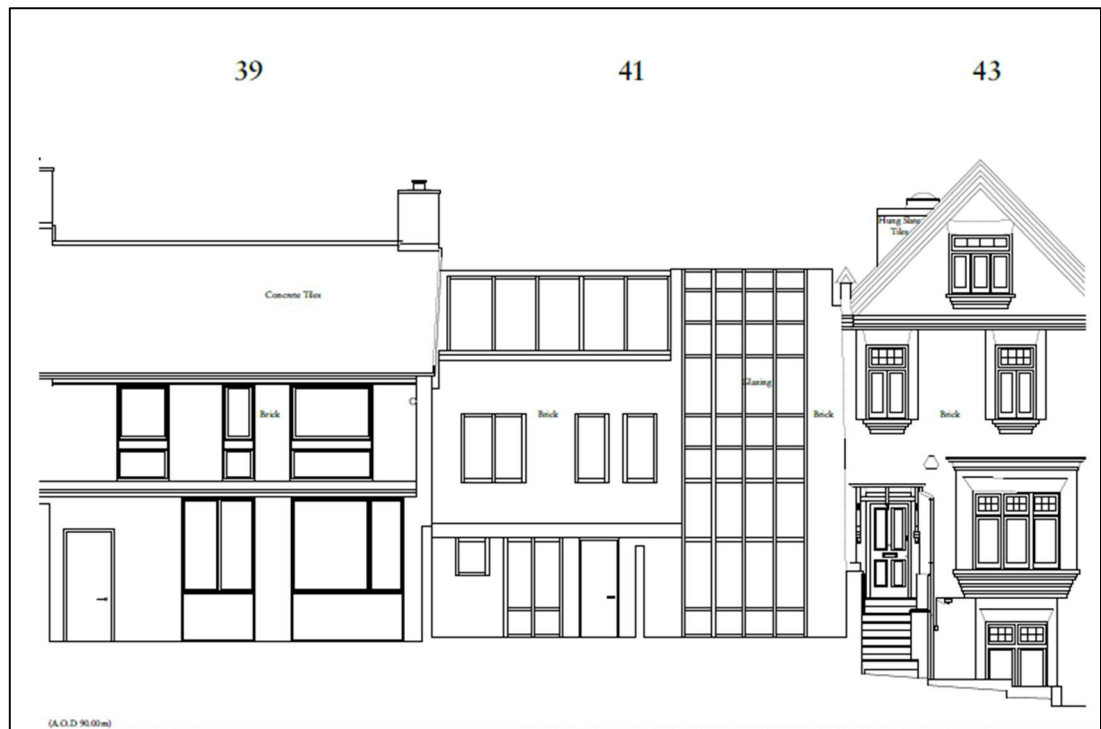 39
41
43
Hung Slate
Tiles
Concrete Tiles
Glazing
Brick
Brick
Brick
Brick
(A.O.D 90.00m)